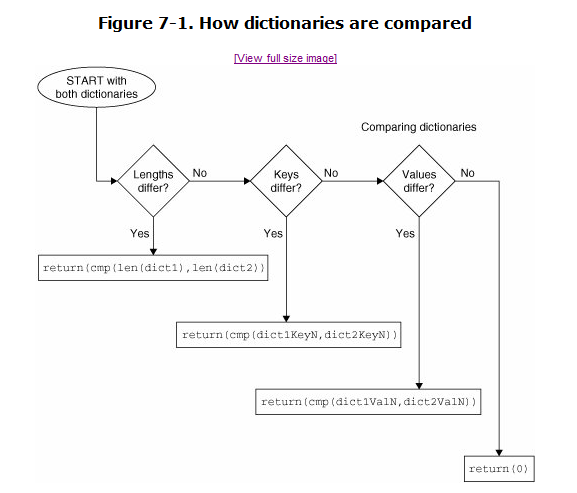 Figure 7-1. How dictionaries are compared
[View full size image]
START with
both dictionaries
Comparing dictionaries
Lengths
differ?
No
Keys
differ?
No
Values
differ?
No
Yes
Yes
Yes
return(cmp(len(dict1),len(dict2))
return(cmp(dict1KeyN,dict2KeyN))
return(cmp(dict1ValN,dict2ValN))
return(0)